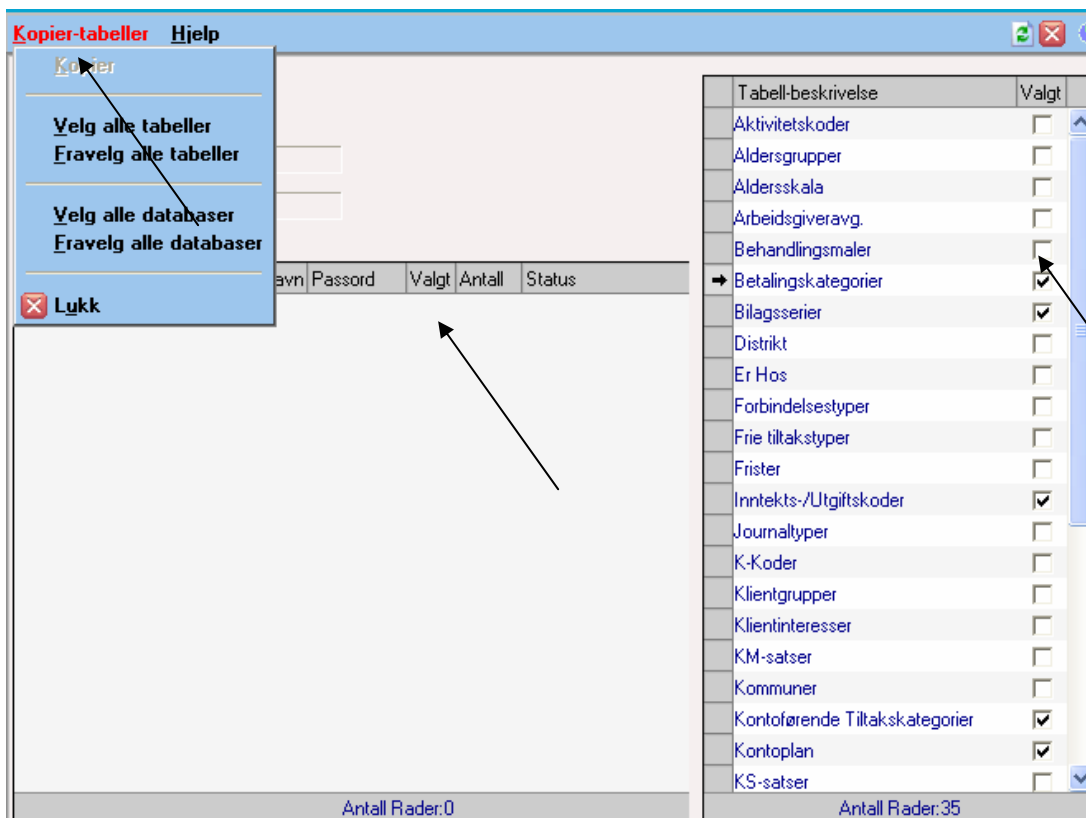 Kopier-tabeller Hjelp
Kopier
Velg alle tabeller
Fravelg alle tabeller
Velg alle databaser
Fravelg alle databaser
Lukk
avn Passord Valgt Antall Status
Antall Rader:0
Tabell-beskrivelse Valgt
Aktivitetskoder
Aldersgrupper
Aldersskala
Arbeidsgiveravg.
Behandlingsmaler
Betalingskategorier
Bilagsserier
Distrikt
Er Hos
Forbindelsestyper
Frie tiltakstyper
Frister
Inntekts-/Utgiftskoder
Journaltyper
K-Koder
Klientgrupper
Klientinteresser
KM-satser
Kommuner
Kontoførende Tiltakskategorier
Kontoplan
KS-satser
Antall Rader:35